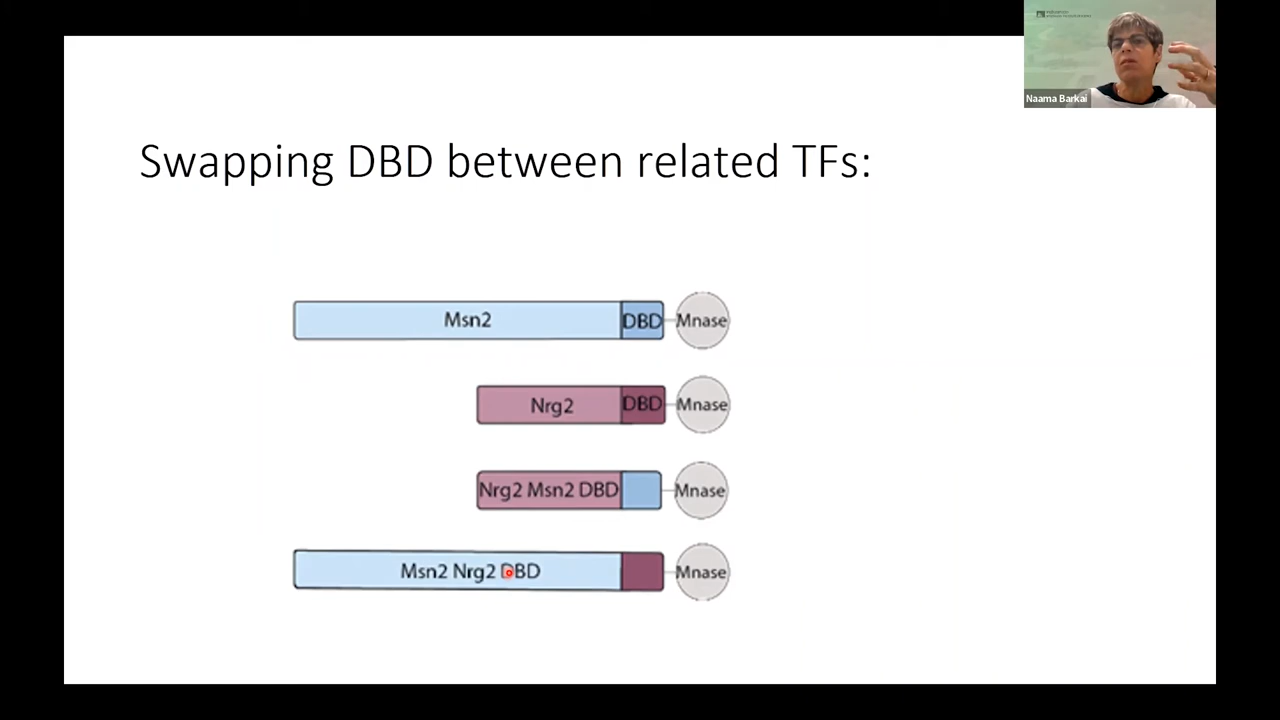 Naama Barkai
Swapping DBD between related TFs:
Msn2 DBD Mnase
Nrg2 DBD Mnase
Nrg2 Msn2 DBD Mnase
Msn2 Nrg2 DBD Mnase